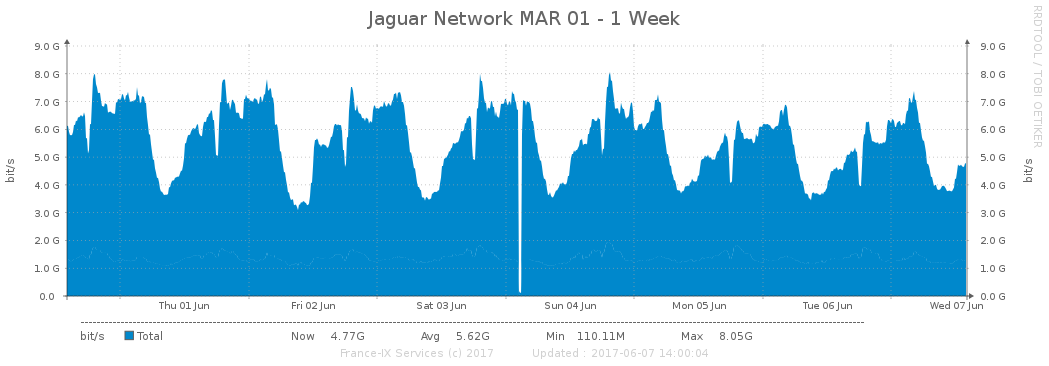 Jaguar Network MAR 01 - 1 Week
RRDTOOL / TOBI OETIKER
bit/s
9.0 G
8.0 G
7.0 G
6.0 G
5.0 G
4.0 G
3.0 G
2.0 G
1.0 G
0.0
9.0 G
8.0 G
7.0 G
6.0 G
5.0 G
4.0 G
3.0 G
2.0 G
1.0 G
0.0 G
bit/s
Thu 01 Jun Fri 02 Jun Sat 03 Jun Sun 04 Jun Mon 05 Jun Tue 06 Jun Wed 07 Jun
bit/s Total Now 4.77G Avg 5.62G Min 110.11M Max 8.05G
France-IX Services (c) 2017 Updated : 2017-06-07 14:00:04